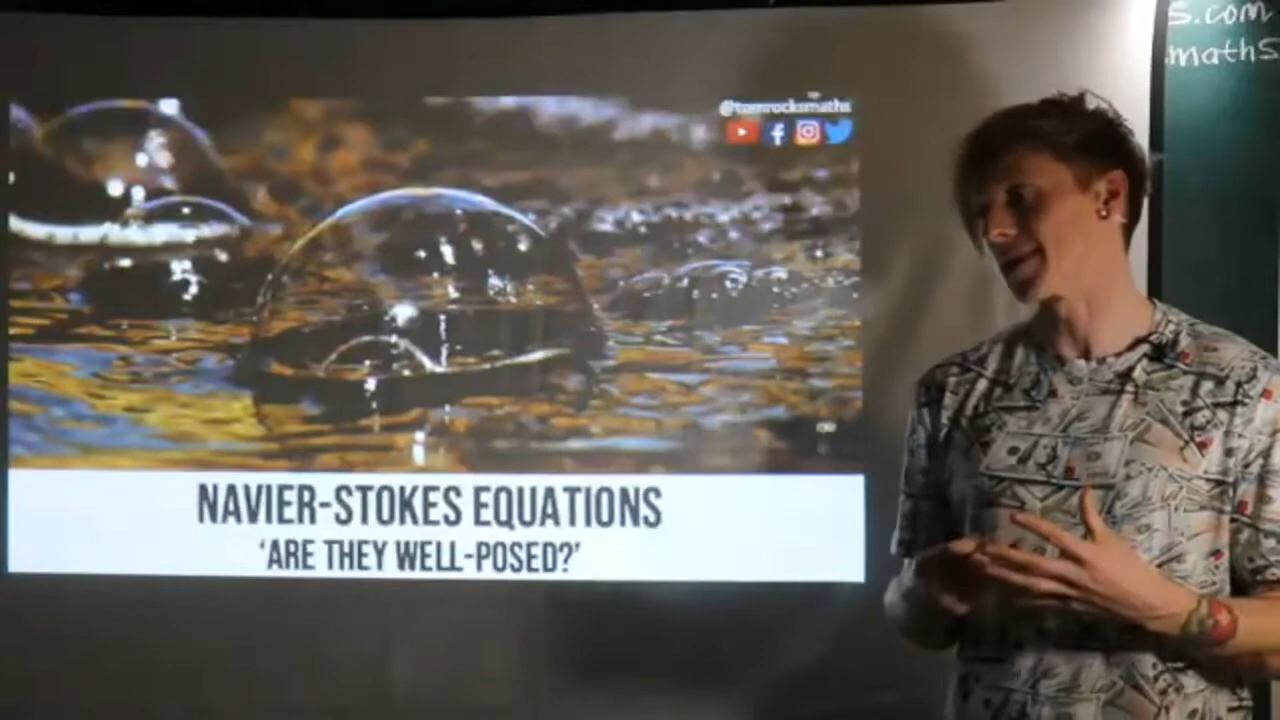 s.com
maths
@tomrocksmaths
NAVIER-STOKES EQUATIONS
'ARE THEY WELL-POSED?'